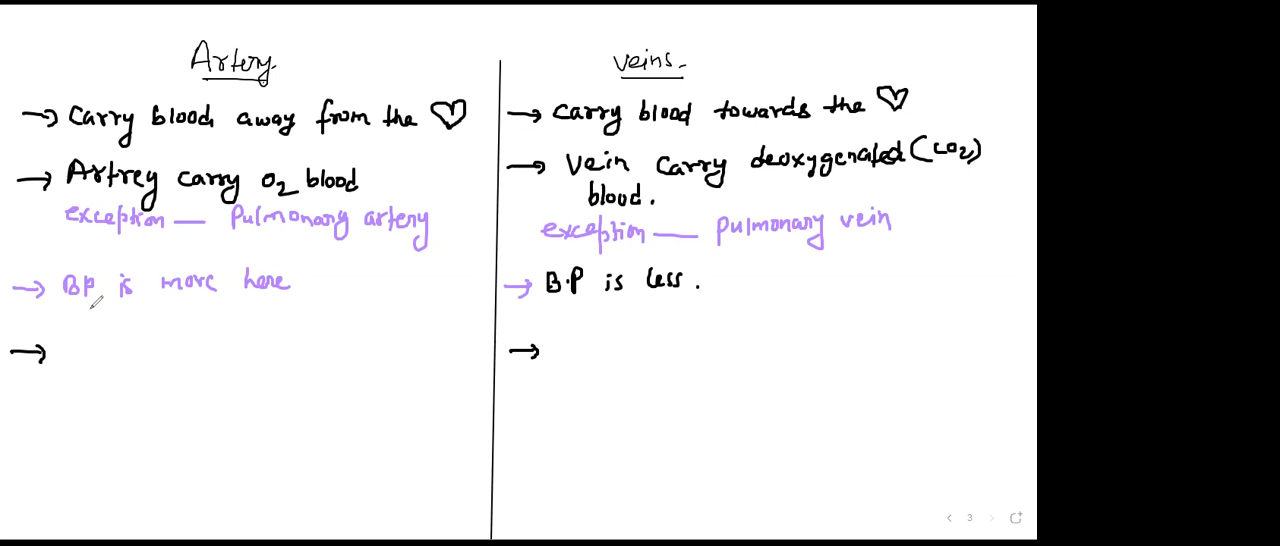 Artery.
→ Carry blood away from the ♡
→ Artrey carry O2 blood
exception — Pulmonary artery
→ BP is more here
→
veins.
→ Carry blood towards the ♡
→ Vein carry deoxygenated (CO2)
blood.
exception — pulmonary vein
→ B.P is less.
→
3